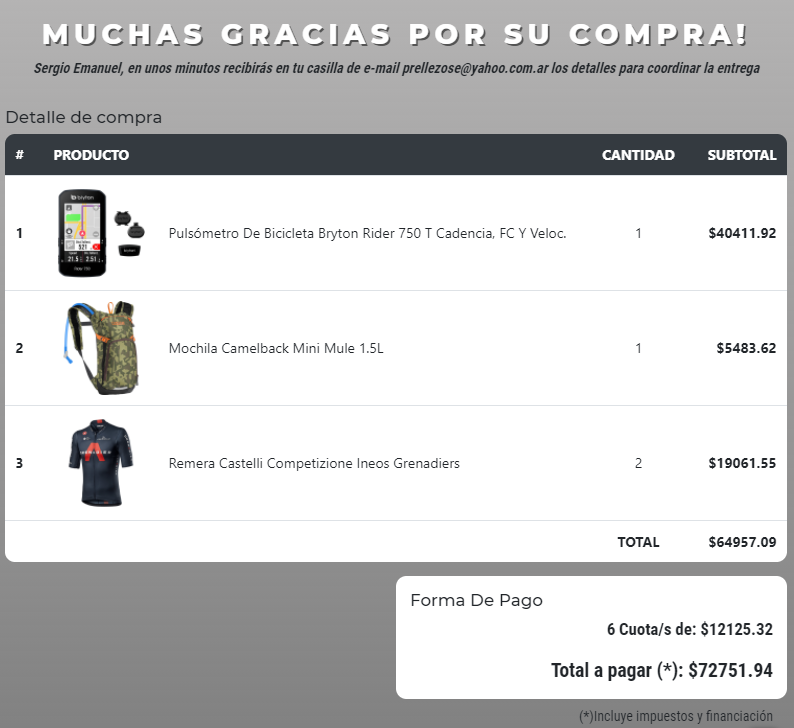 MUCHAS GRACIAS POR SU COMPRA!
Sergio Emanuel, en unos minutos recibirás en tu casilla de e-mail prellezose@yahoo.com.ar los detalles para coordinar la entrega
Detalle de compra
# PRODUCTO CANTIDAD SUBTOTAL
1 Pulsómetro De Bicicleta Bryton Rider 750 T Cadencia, FC Y Veloc. 1 $40411.92
2 Mochila Camelback Mini Mule 1.5L 1 $5483.62
3 Remera Castelli Competizione Ineos Grenadiers 2 $19061.55
TOTAL $64957.09
Forma De Pago
6 Cuota/s de: $12125.32
Total a pagar (*): $72751.94
(*)Incluye impuestos y financiación